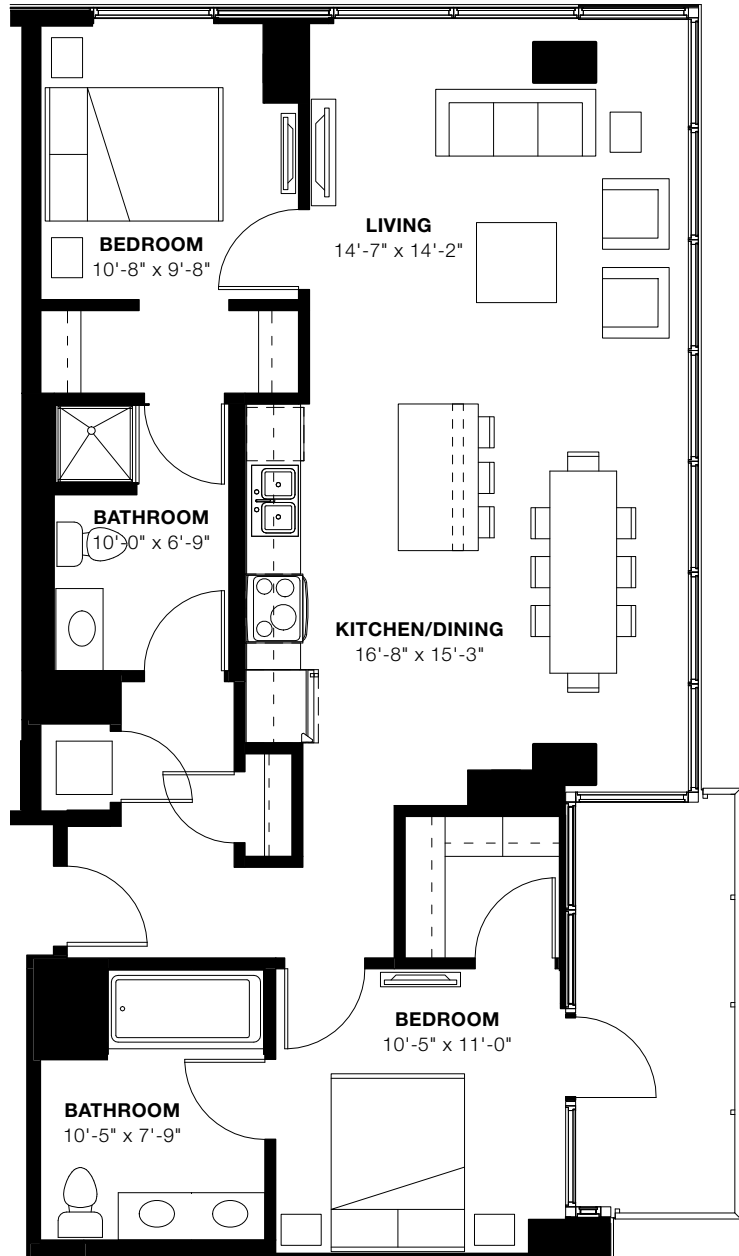 BEDROOM
10'-8" x 9'-8"
LIVING
14'-7" x 14'-2"
BATHROOM
10'-0" x 6'-9"
KITCHEN/DINING
16'-8" x 15'-3"
BEDROOM
10'-5" x 11'-0"
BATHROOM
10'-5" x 7'-9"